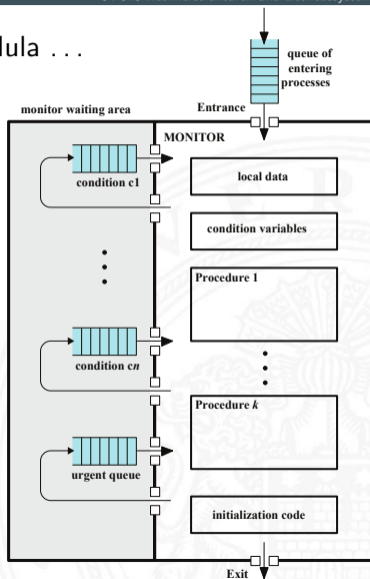 dula ...
queue of
entering
processes
Entrance
monitor waiting area
MONITOR
condition c1
local data
condition variables
Procedure 1
condition cn
Procedure k
urgent queue
initialization code
Exit